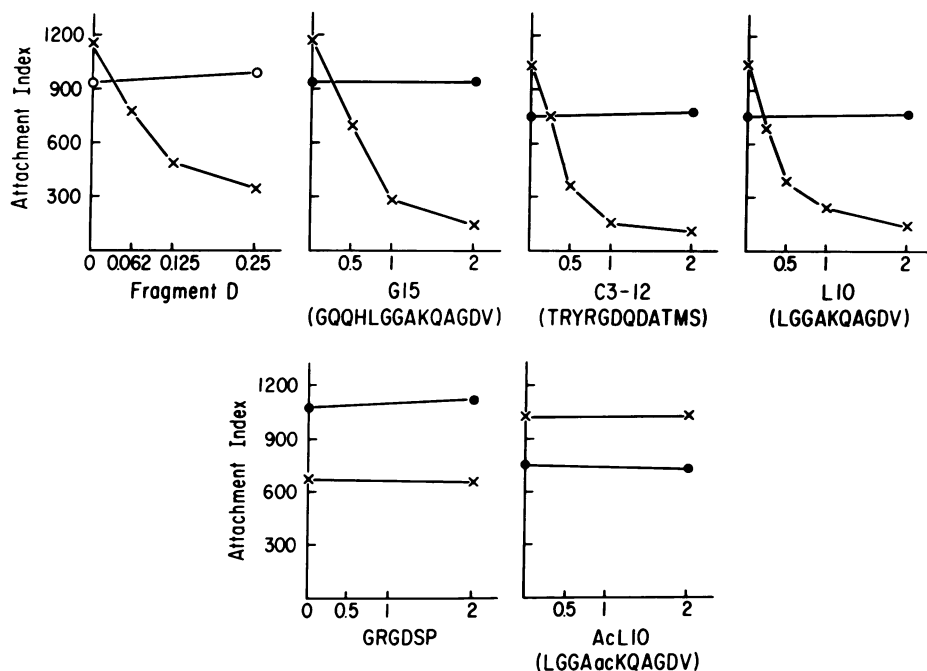 1200
900
600
300
Attachment Index
0 0.062 0.125 0.25
Fragment D
0.5 1 2
G15
(GQQHLGGAKQAGDV)
0.5 1 2
C3-12
(TRYRGDQDATMS)
0.5 1 2
L10
(LGGAKQAGDV)
1200
900
600
300
Attachment Index
0 0.5 1 2
GRGDSP
0.5 1 2
AcL10
(LGGAacKQAGDV)